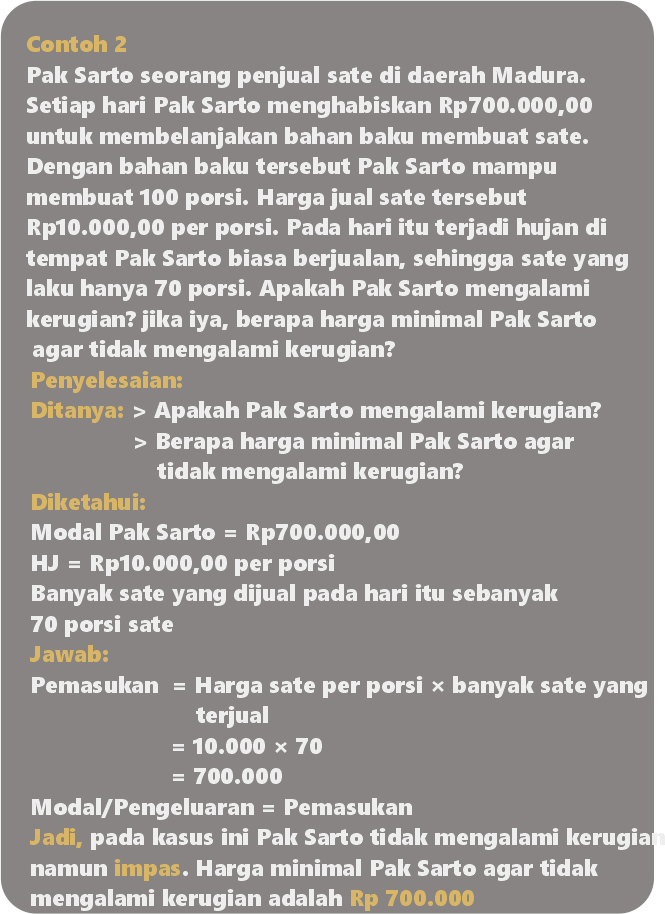 Contoh 2
Pak Sarto seorang penjual sate di daerah Madura.
Setiap hari Pak Sarto menghabiskan Rp700.000,00
untuk membelanjakan bahan baku membuat sate.
Dengan bahan baku tersebut Pak Sarto mampu
membuat 100 porsi. Harga jual sate tersebut
Rp10.000,00 per porsi. Pada hari itu terjadi hujan di
tempat Pak Sarto biasa berjualan, sehingga sate yang
laku hanya 70 porsi. Apakah Pak Sarto mengalami
kerugian? jika iya, berapa harga minimal Pak Sarto
agar tidak mengalami kerugian?
Penyelesaian:
Ditanya: > Apakah Pak Sarto mengalami kerugian?
> Berapa harga minimal Pak Sarto agar
tidak mengalami kerugian?
Diketahui:
Modal Pak Sarto = Rp700.000,00
HJ = Rp10.000,00 per porsi
Banyak sate yang dijual pada hari itu sebanyak
70 porsi sate
Jawab:
Pemasukan = Harga sate per porsi × banyak sate yang
terjual
= 10.000 × 70
= 700.000
Modal/Pengeluaran = Pemasukan
Jadi, pada kasus ini Pak Sarto tidak mengalami kerugian
namun impas. Harga minimal Pak Sarto agar tidak
mengalami kerugian adalah Rp 700.000